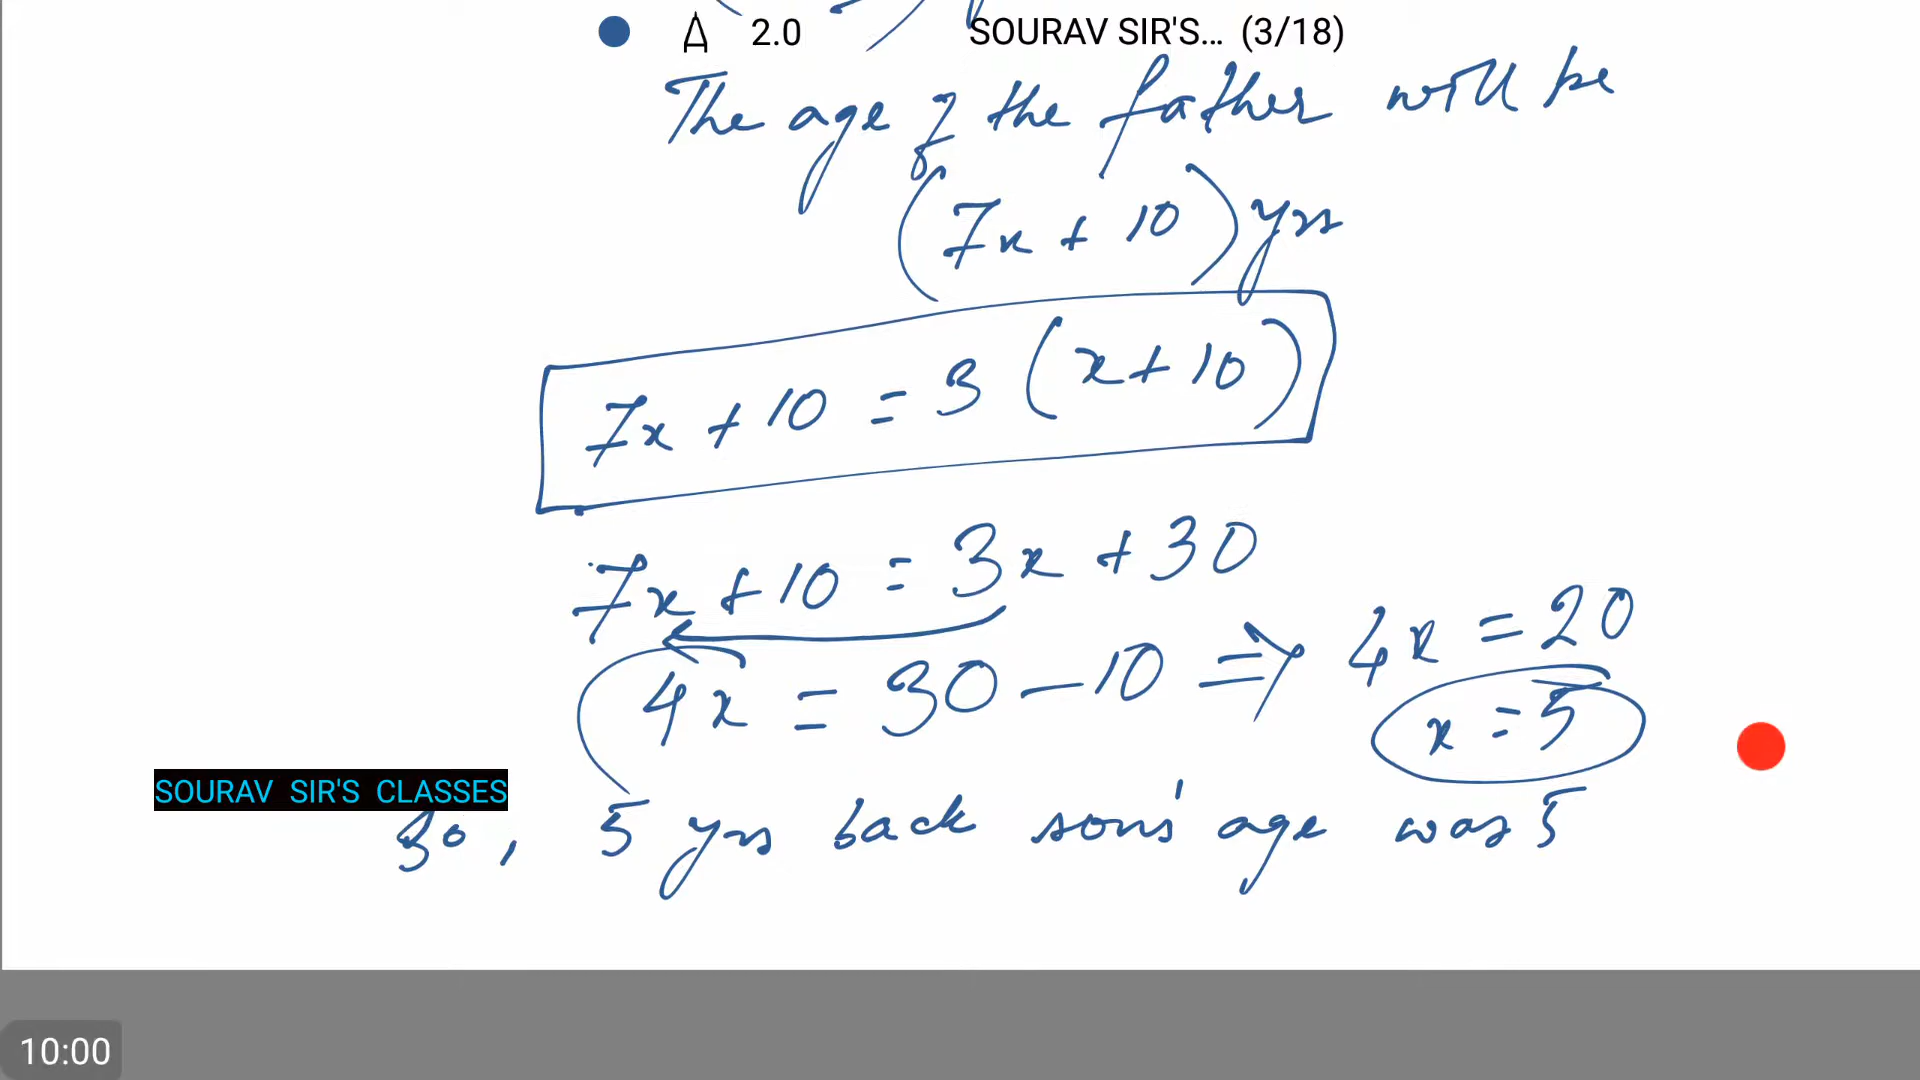 A 2.0 SOURAV SIR'S... (3/18)
The age of the father will be
(7x + 10) yrs
7x + 10 = 3 (x + 10)
7x + 10 = 3x + 30
4x = 30 - 10 ⇒ 4x = 20
x = 5
SOURAV SIR'S CLASSES
So, 5 yrs back son's age was 5
10:00